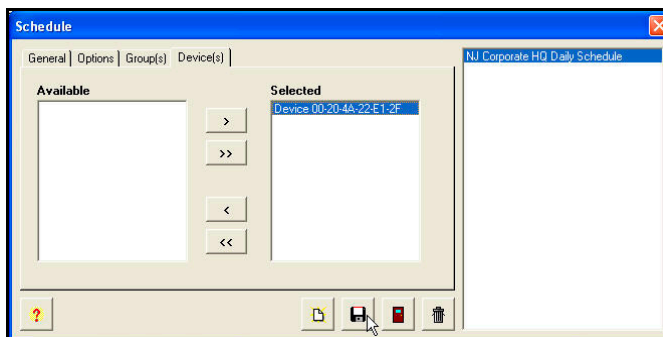 Schedule
General Options Group(s) Device(s)
NJ Corporate HQ Daily Schedule
Available Selected
Device 00-20-4A-22-E1-2F
>
>>
<
<<
?